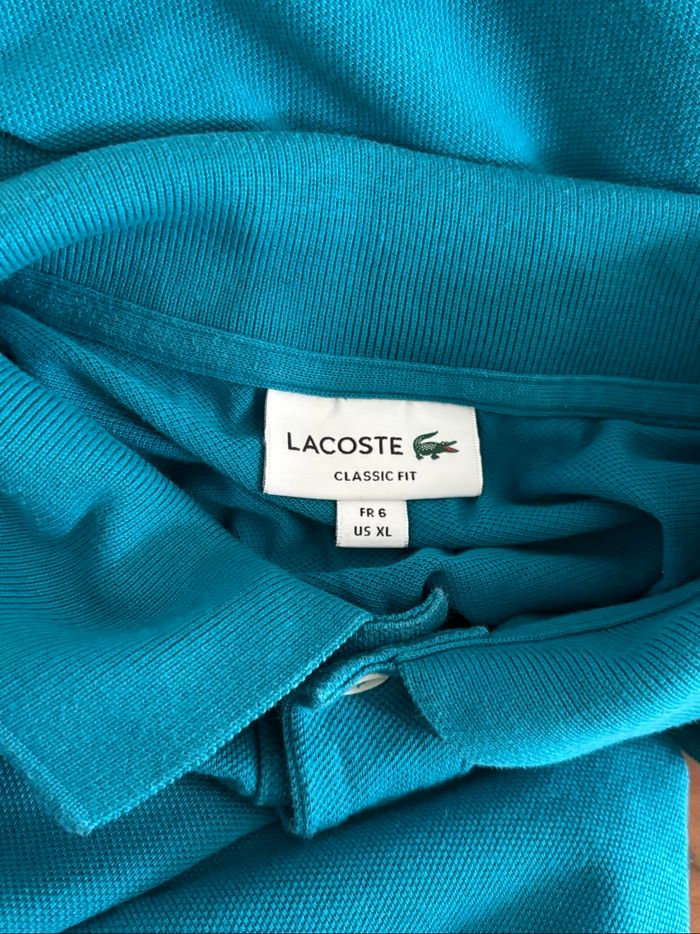 LACOSTE
CLASSIC FIT
FR 6
US XL